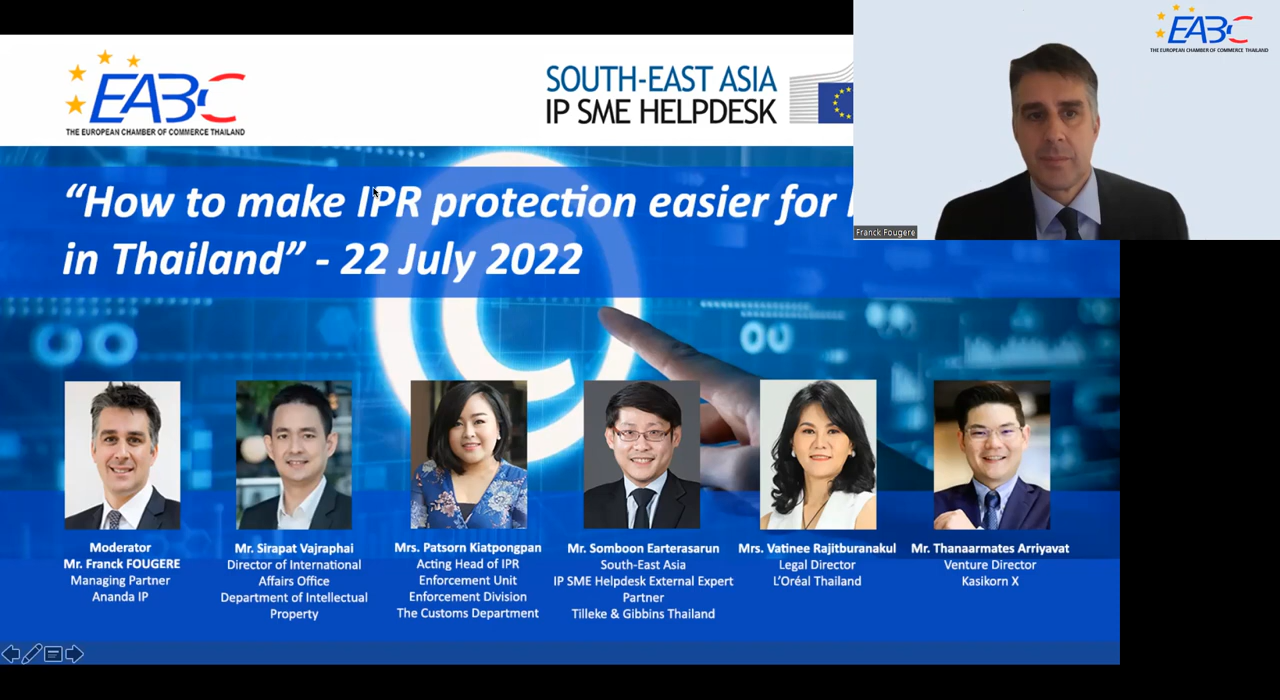 EABC
THE EUROPEAN CHAMBER OF COMMERCE THAILAND
SOUTH-EAST ASIA
IP SME HELPDESK
EABC
THE EUROPEAN CHAMBER OF COMMERCE THAILAND
Franck Fougere
“How to make IPR protection easier for
in Thailand” - 22 July 2022
Moderator
Mr. Franck FOUGERE
Managing Partner
Ananda IP
Mr. Sirapat Vajraphai
Director of International
Affairs Office
Department of Intellectual
Property
Mrs. Patsorn Kiatpongpan
Acting Head of IPR
Enforcement Unit
Enforcement Division
The Customs Department
Mr. Somboon Earterasarun
South-East Asia
IP SME Helpdesk External Expert
Partner
Tilleke & Gibbins Thailand
Mrs. Vatinee Rajitburanakul
Legal Director
L’Oréal Thailand
Mr. Thanaarmates Arriyavat
Venture Director
Kasikorn X